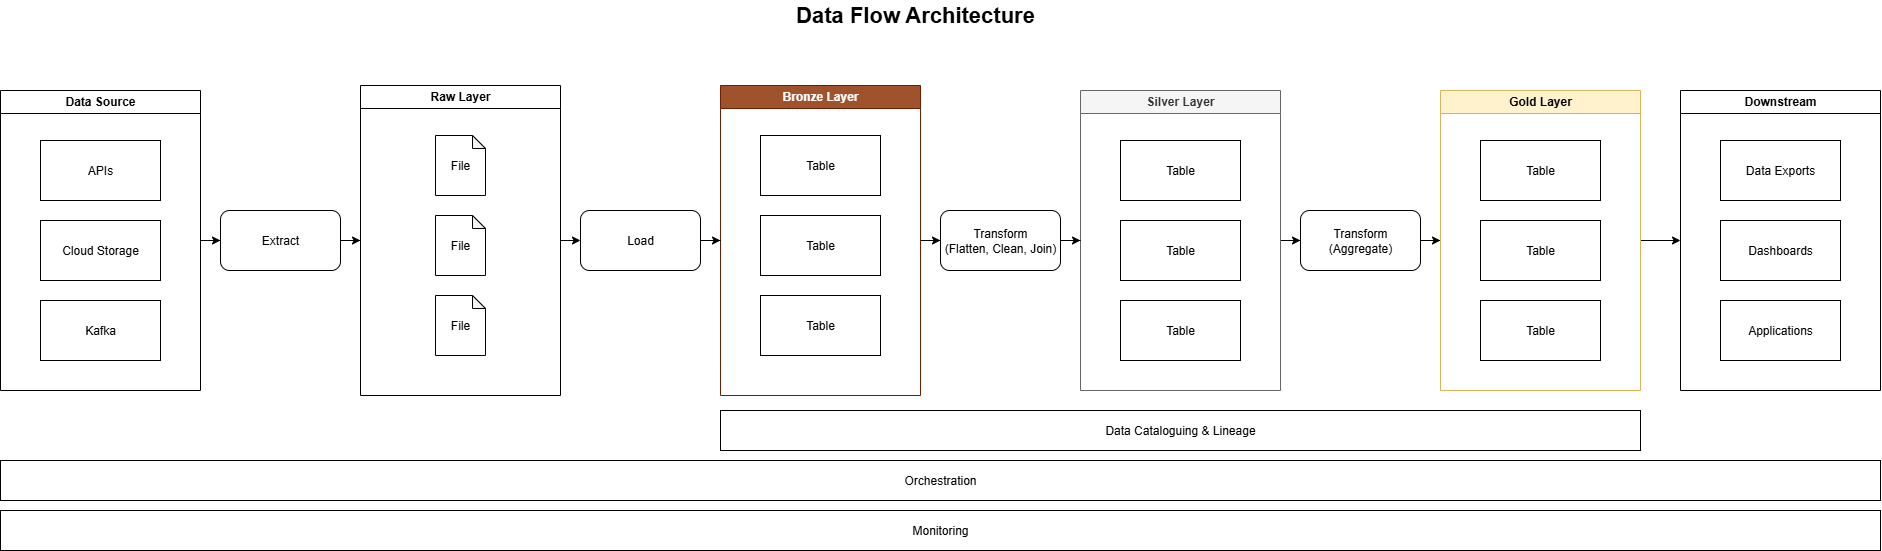 Data Flow Architecture
Data Source
APIs
Cloud Storage
Kafka
Extract
Raw Layer
File
File
File
Load
Bronze Layer
Table
Table
Table
Transform
(Flatten, Clean, Join)
Silver Layer
Table
Table
Table
Transform
(Aggregate)
Gold Layer
Table
Table
Table
Downstream
Data Exports
Dashboards
Applications
Data Cataloguing & Lineage
Orchestration
Monitoring